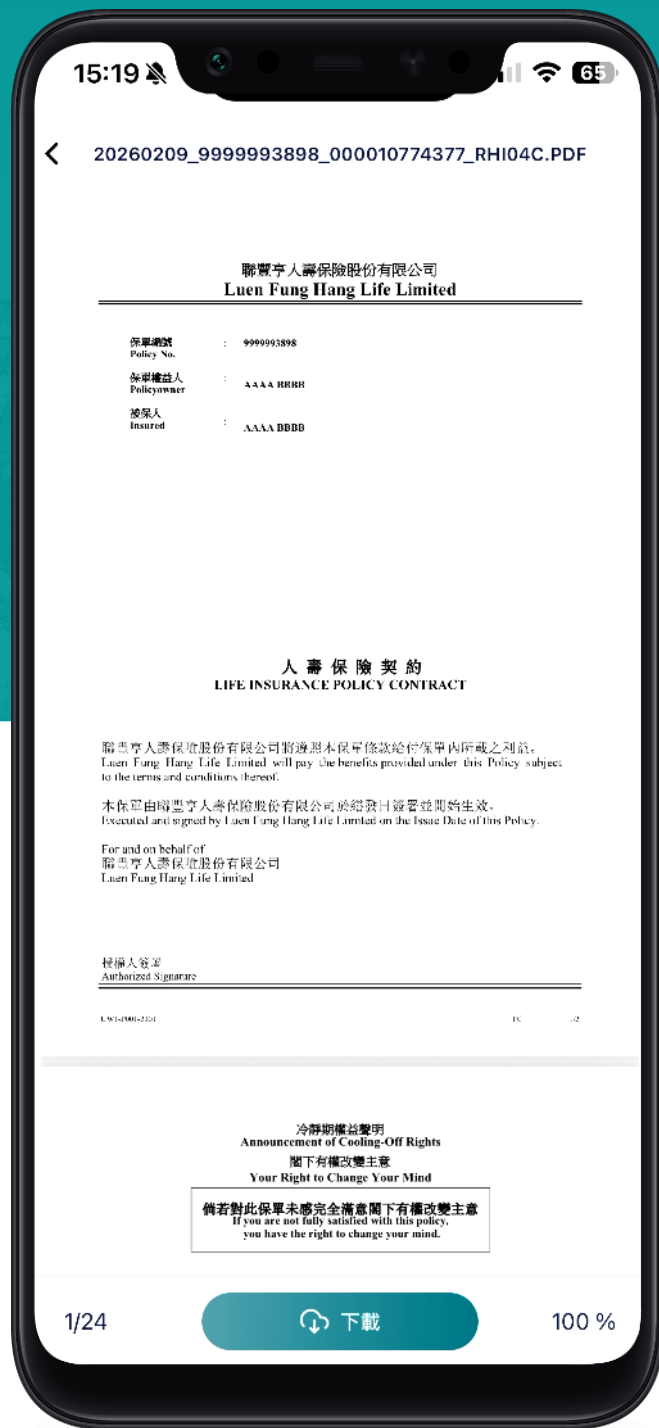 15:19
65
20260209_9999993898_000010774377_RHI04C.PDF
聯豐亨人壽保險股份有限公司
Luen Fung Hang Life Limited
保單編號 : 9999993898
Policy No.
保單權益人 : AAAA BBBB
Policyowner
被保人 : AAAA BBBB
Insured
人壽保險契約
LIFE INSURANCE POLICY CONTRACT
聯豐亨人壽保險股份有限公司將遵照本保單條款給付保單內所載之利益。
Luen Fung Hang Life Limited will pay the benefits provided under this Policy subject
to the terms and conditions thereof.
本保單由聯豐亨人壽保險股份有限公司於繕發日簽署並開始生效。
Executed and signed by Luen Fung Hang Life Limited on the Issue Date of this Policy.
For and on behalf of
聯豐亨人壽保險股份有限公司
Luen Fung Hang Life Limited
授權人簽署
Authorized Signature
冷靜期權益聲明
Announcement of Cooling-Off Rights
閣下有權改變主意
Your Right to Change Your Mind
倘若對此保單未感完全滿意閣下有權改變主意
If you are not fully satisfied with this policy,
you have the right to change your mind.
1/24
下載
100 %